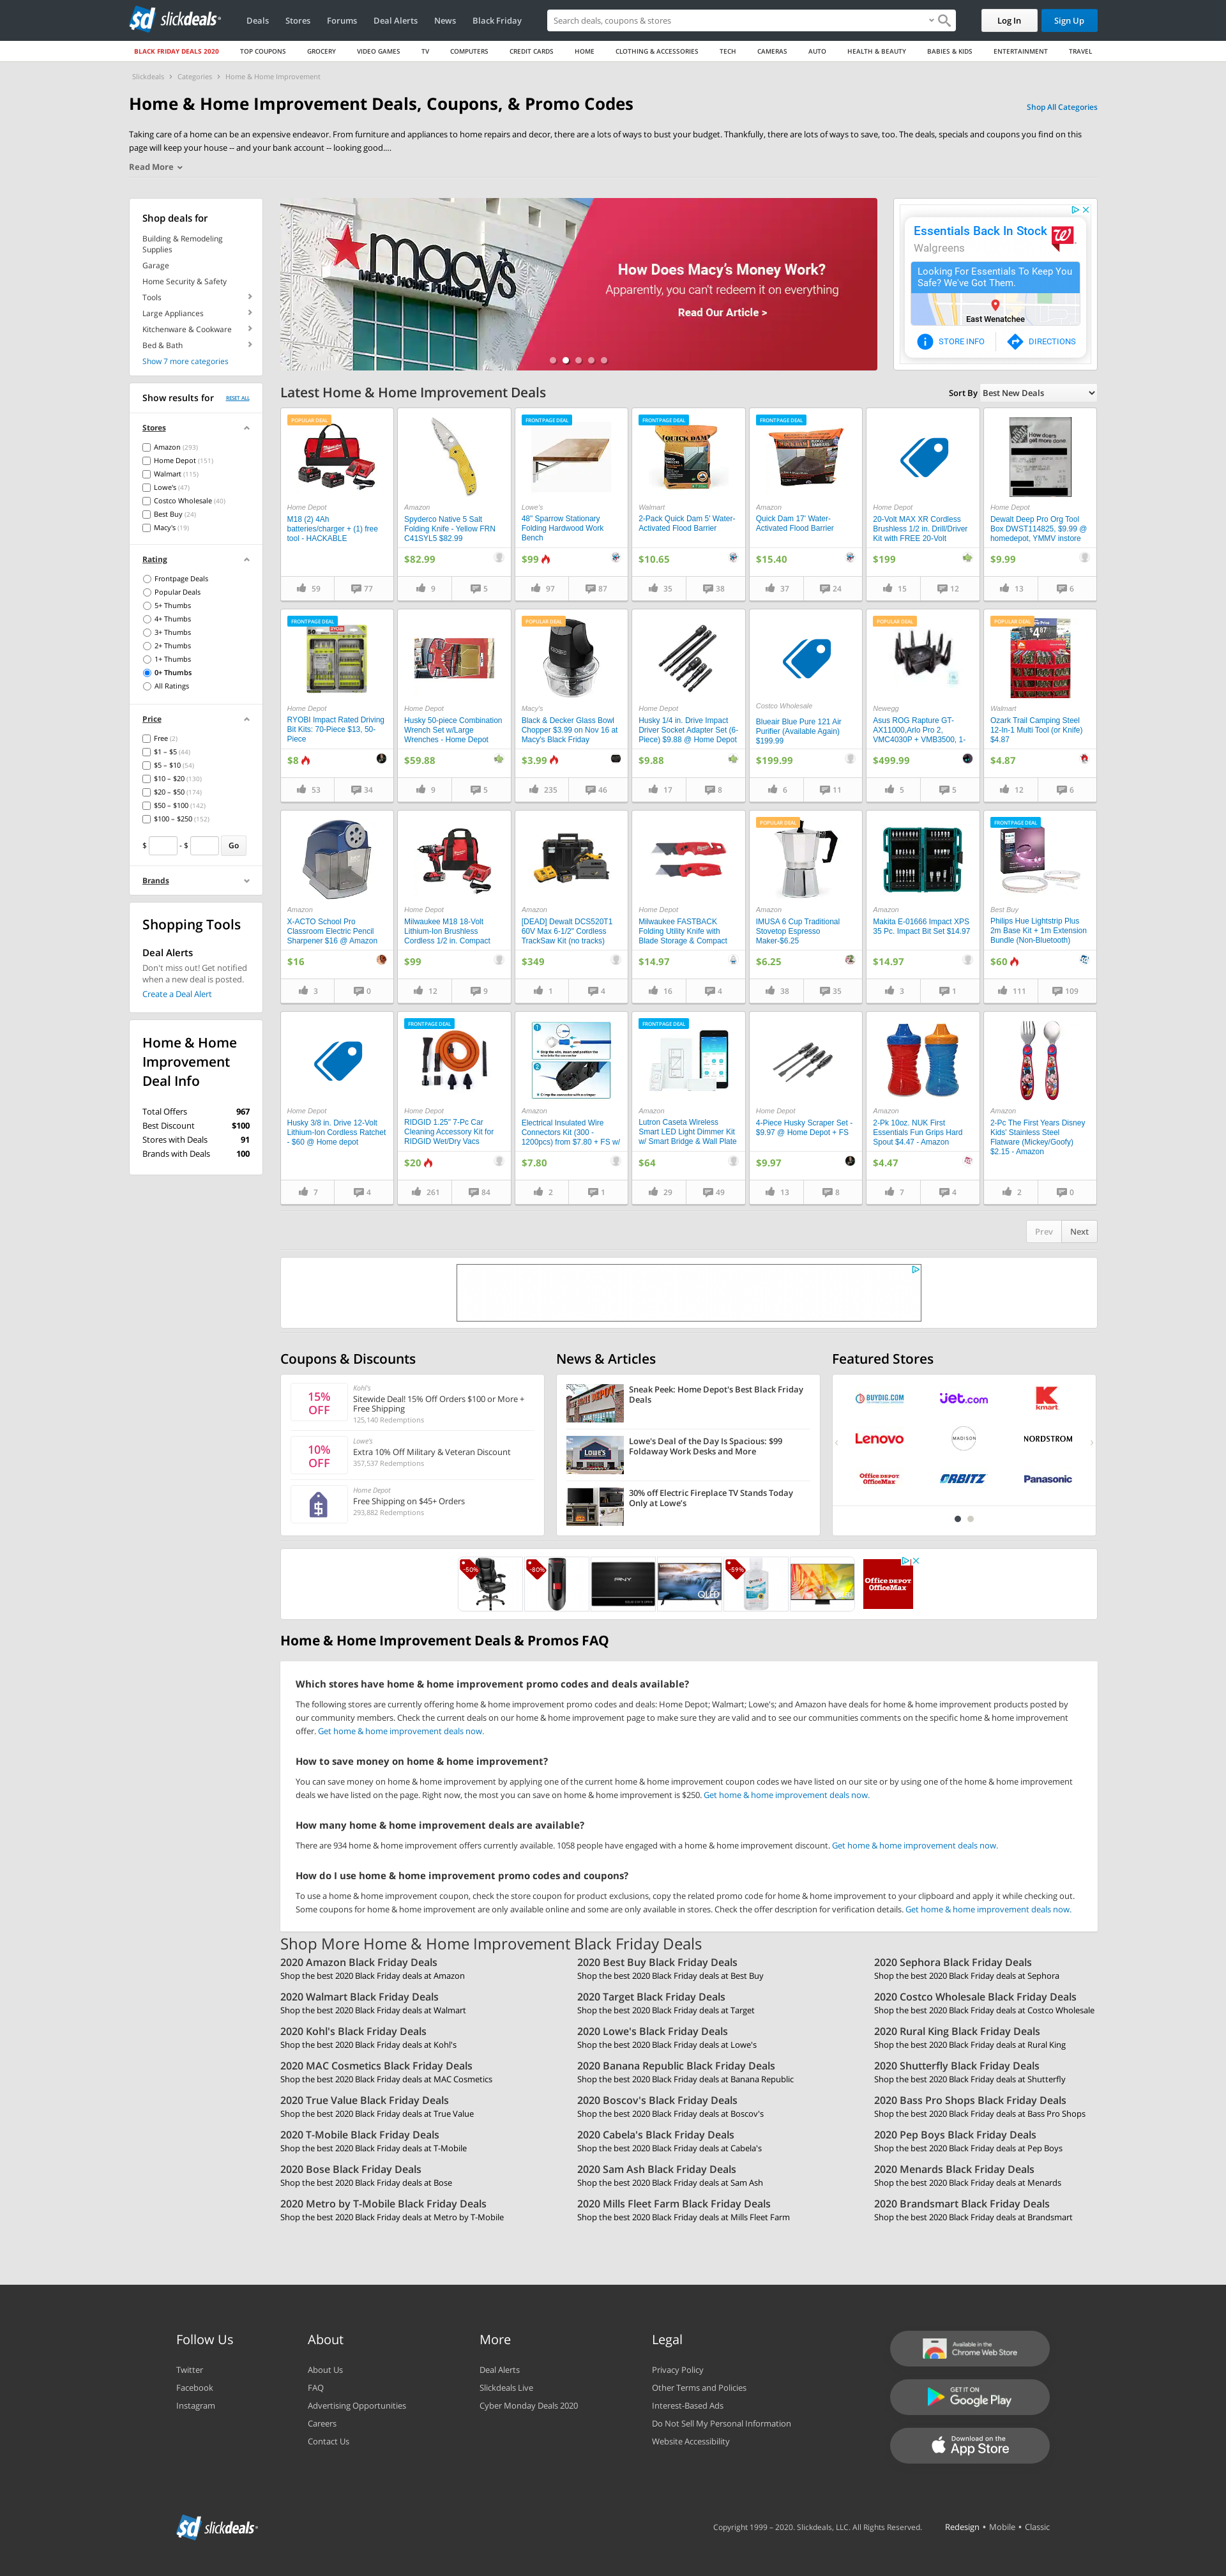 slickdeals
Deals
Stores
Forums
Deal Alerts
News
Black Friday
Search deals, coupons & stores
Log In
Sign Up
BLACK FRIDAY DEALS 2020
TOP COUPONS
GROCERY
VIDEO GAMES
TV
COMPUTERS
CREDIT CARDS
HOME
CLOTHING & ACCESSORIES
TECH
CAMERAS
AUTO
HEALTH & BEAUTY
BABIES & KIDS
ENTERTAINMENT
TRAVEL
Slickdeals › Categories › Home & Home Improvement
Home & Home Improvement Deals, Coupons, & Promo Codes
Shop All Categories
Taking care of a home can be an expensive endeavor. From furniture and appliances to home repairs and decor, there are a lots of ways to bust your budget. Thankfully, there are lots of ways to save, too. The deals, specials and coupons you find on this
page will keep your house -- and your bank account -- looking good....
Read More
Shop deals for
Building & Remodeling
Supplies
Garage
Home Security & Safety
Tools
Large Appliances
Kitchenware & Cookware
Bed & Bath
Show 7 more categories
Show results for
RESET ALL
Stores
Amazon (293)
Home Depot (151)
Walmart (115)
Lowe's (47)
Costco Wholesale (40)
Best Buy (24)
Macy's (19)
Rating
Frontpage Deals
Popular Deals
5+ Thumbs
4+ Thumbs
3+ Thumbs
2+ Thumbs
1+ Thumbs
0+ Thumbs
All Ratings
Price
Free (2)
$1 – $5 (44)
$5 – $10 (54)
$10 – $20 (130)
$20 – $50 (174)
$50 – $100 (142)
$100 – $250 (152)
$ - $ Go
Brands
Shopping Tools
Deal Alerts
Don't miss out! Get notified
when a new deal is posted.
Create a Deal Alert
Home & Home
Improvement
Deal Info
Total Offers 967
Best Discount $100
Stores with Deals 91
Brands with Deals 100
macy's
MEN'S HOME FURNITURE
How Does Macy's Money Work?
Apparently, you can't redeem it on everything
Read Our Article >
Essentials Back In Stock
Walgreens
Looking For Essentials To Keep You
Safe? We've Got Them.
East Wenatchee
STORE INFO
DIRECTIONS
Latest Home & Home Improvement Deals
Sort By Best New Deals
POPULAR DEAL
Home Depot
M18 (2) 4Ah
batteries/charger + (1) free
tool - HACKABLE
59
77
Amazon
Spyderco Native 5 Salt
Folding Knife - Yellow FRN
C41SYL5 $82.99
$82.99
9
5
FRONTPAGE DEAL
Lowe's
48" Sparrow Stationary
Folding Hardwood Work
Bench
$99
97
87
FRONTPAGE DEAL
QUICK DAM
Walmart
2-Pack Quick Dam 5' Water-
Activated Flood Barrier
$10.65
35
38
FRONTPAGE DEAL
QUICK DAM
Amazon
Quick Dam 17' Water-
Activated Flood Barrier
$15.40
37
24
Home Depot
20-Volt MAX XR Cordless
Brushless 1/2 in. Drill/Driver
Kit with FREE 20-Volt
$199
15
12
How doers
get more done.
Home Depot
Dewalt Deep Pro Org Tool
Box DWST114825, $9.99 @
homedepot, YMMV instore
$9.99
13
6
FRONTPAGE DEAL
Home Depot
RYOBI Impact Rated Driving
Bit Kits: 70-Piece $13, 50-
Piece
$8
53
34
Home Depot
Husky 50-piece Combination
Wrench Set w/Large
Wrenches - Home Depot
$59.88
9
5
POPULAR DEAL
Macy's
Black & Decker Glass Bowl
Chopper $3.99 on Nov 16 at
Macy's Black Friday
$3.99
235
46
Home Depot
Husky 1/4 in. Drive Impact
Driver Socket Adapter Set (6-
Piece) $9.88 @ Home Depot
$9.88
17
8
Costco Wholesale
Blueair Blue Pure 121 Air
Purifier (Available Again)
$199.99
$199.99
6
11
POPULAR DEAL
Newegg
Asus ROG Rapture GT-
AX11000,Arlo Pro 2,
VMC4030P + VMB3500, 1-
$499.99
5
5
POPULAR DEAL
Walmart
Ozark Trail Camping Steel
12-In-1 Multi Tool (or Knife)
$4.87
$4.87
12
6
Amazon
X-ACTO School Pro
Classroom Electric Pencil
Sharpener $16 @ Amazon
$16
3
0
Home Depot
Milwaukee M18 18-Volt
Lithium-Ion Brushless
Cordless 1/2 in. Compact
$99
12
9
Amazon
[DEAD] Dewalt DCS520T1
60V Max 6-1/2" Cordless
TrackSaw Kit (no tracks)
$349
1
4
Home Depot
Milwaukee FASTBACK
Folding Utility Knife with
Blade Storage & Compact
$14.97
16
4
POPULAR DEAL
Amazon
IMUSA 6 Cup Traditional
Stovetop Espresso
Maker-$6.25
$6.25
38
35
Amazon
Makita E-01666 Impact XPS
35 Pc. Impact Bit Set $14.97
$14.97
3
1
FRONTPAGE DEAL
Best Buy
Philips Hue Lightstrip Plus
2m Base Kit + 1m Extension
Bundle (Non-Bluetooth)
$60
111
109
Home Depot
Husky 3/8 in. Drive 12-Volt
Lithium-Ion Cordless Ratchet
- $60 @ Home depot
7
4
FRONTPAGE DEAL
Home Depot
RIDGID 1.25" 7-Pc Car
Cleaning Accessory Kit for
RIDGID Wet/Dry Vacs
$20
261
84
Amazon
Electrical Insulated Wire
Connectors Kit (300 -
1200pcs) from $7.80 + FS w/
$7.80
2
1
FRONTPAGE DEAL
Amazon
Lutron Caseta Wireless
Smart LED Light Dimmer Kit
w/ Smart Bridge & Wall Plate
$64
29
49
Home Depot
4-Piece Husky Scraper Set -
$9.97 @ Home Depot + FS
$9.97
13
8
Amazon
2-Pk 10oz. NUK First
Essentials Fun Grips Hard
Spout $4.47 - Amazon
$4.47
7
4
Amazon
2-Pc The First Years Disney
Kids' Stainless Steel
Flatware (Mickey/Goofy)
$2.15 - Amazon
2
0
Prev
Next
Coupons & Discounts
15%
OFF
Kohl's
Sitewide Deal! 15% Off Orders $100 or More +
Free Shipping
125,140 Redemptions
10%
OFF
Lowe's
Extra 10% Off Military & Veteran Discount
357,537 Redemptions
Home Depot
Free Shipping on $45+ Orders
293,882 Redemptions
News & Articles
Sneak Peek: Home Depot's Best Black Friday
Deals
LOWE'S
Lowe's Deal of the Day Is Spacious: $99
Foldaway Work Desks and More
30% off Electric Fireplace TV Stands Today
Only at Lowe's
Featured Stores
BUYDIG.COM
jet.com
kmart
Lenovo
MADISON
NORDSTROM
Office DEPOT
OfficeMax
ORBITZ
Panasonic
-50%
-80%
PNY
QLED
-59%
Office DEPOT
OfficeMax
Home & Home Improvement Deals & Promos FAQ
Which stores have home & home improvement promo codes and deals available?
The following stores are currently offering home & home improvement promo codes and deals: Home Depot; Walmart; Lowe's; and Amazon have deals for home & home improvement products posted by
our community members. Check the current deals on our home & home improvement page to make sure they are valid and to see our communities comments on the specific home & home improvement
offer. Get home & home improvement deals now.
How to save money on home & home improvement?
You can save money on home & home improvement by applying one of the current home & home improvement coupon codes we have listed on our site or by using one of the home & home improvement
deals we have listed on the page. Right now, the most you can save on home & home improvement is $250. Get home & home improvement deals now.
How many home & home improvement deals are available?
There are 934 home & home improvement offers currently available. 1058 people have engaged with a home & home improvement discount. Get home & home improvement deals now.
How do I use home & home improvement promo codes and coupons?
To use a home & home improvement coupon, check the store coupon for product exclusions, copy the related promo code for home & home improvement to your clipboard and apply it while checking out.
Some coupons for home & home improvement are only available online and some are only available in stores. Check the offer description for verification details. Get home & home improvement deals now.
Shop More Home & Home Improvement Black Friday Deals
2020 Amazon Black Friday Deals
Shop the best 2020 Black Friday deals at Amazon
2020 Best Buy Black Friday Deals
Shop the best 2020 Black Friday deals at Best Buy
2020 Sephora Black Friday Deals
Shop the best 2020 Black Friday deals at Sephora
2020 Walmart Black Friday Deals
Shop the best 2020 Black Friday deals at Walmart
2020 Target Black Friday Deals
Shop the best 2020 Black Friday deals at Target
2020 Costco Wholesale Black Friday Deals
Shop the best 2020 Black Friday deals at Costco Wholesale
2020 Kohl's Black Friday Deals
Shop the best 2020 Black Friday deals at Kohl's
2020 Lowe's Black Friday Deals
Shop the best 2020 Black Friday deals at Lowe's
2020 Rural King Black Friday Deals
Shop the best 2020 Black Friday deals at Rural King
2020 MAC Cosmetics Black Friday Deals
Shop the best 2020 Black Friday deals at MAC Cosmetics
2020 Banana Republic Black Friday Deals
Shop the best 2020 Black Friday deals at Banana Republic
2020 Shutterfly Black Friday Deals
Shop the best 2020 Black Friday deals at Shutterfly
2020 True Value Black Friday Deals
Shop the best 2020 Black Friday deals at True Value
2020 Boscov's Black Friday Deals
Shop the best 2020 Black Friday deals at Boscov's
2020 Bass Pro Shops Black Friday Deals
Shop the best 2020 Black Friday deals at Bass Pro Shops
2020 T-Mobile Black Friday Deals
Shop the best 2020 Black Friday deals at T-Mobile
2020 Cabela's Black Friday Deals
Shop the best 2020 Black Friday deals at Cabela's
2020 Pep Boys Black Friday Deals
Shop the best 2020 Black Friday deals at Pep Boys
2020 Bose Black Friday Deals
Shop the best 2020 Black Friday deals at Bose
2020 Sam Ash Black Friday Deals
Shop the best 2020 Black Friday deals at Sam Ash
2020 Menards Black Friday Deals
Shop the best 2020 Black Friday deals at Menards
2020 Metro by T-Mobile Black Friday Deals
Shop the best 2020 Black Friday deals at Metro by T-Mobile
2020 Mills Fleet Farm Black Friday Deals
Shop the best 2020 Black Friday deals at Mills Fleet Farm
2020 Brandsmart Black Friday Deals
Shop the best 2020 Black Friday deals at Brandsmart
Follow Us
Twitter
Facebook
Instagram
About
About Us
FAQ
Advertising Opportunities
Careers
Contact Us
More
Deal Alerts
Slickdeals Live
Cyber Monday Deals 2020
Legal
Privacy Policy
Other Terms and Policies
Interest-Based Ads
Do Not Sell My Personal Information
Website Accessibility
Available in the
Chrome Web Store
GET IT ON
Google Play
Download on the
App Store
slickdeals
Copyright 1999 – 2020. Slickdeals, LLC. All Rights Reserved.
Redesign • Mobile • Classic